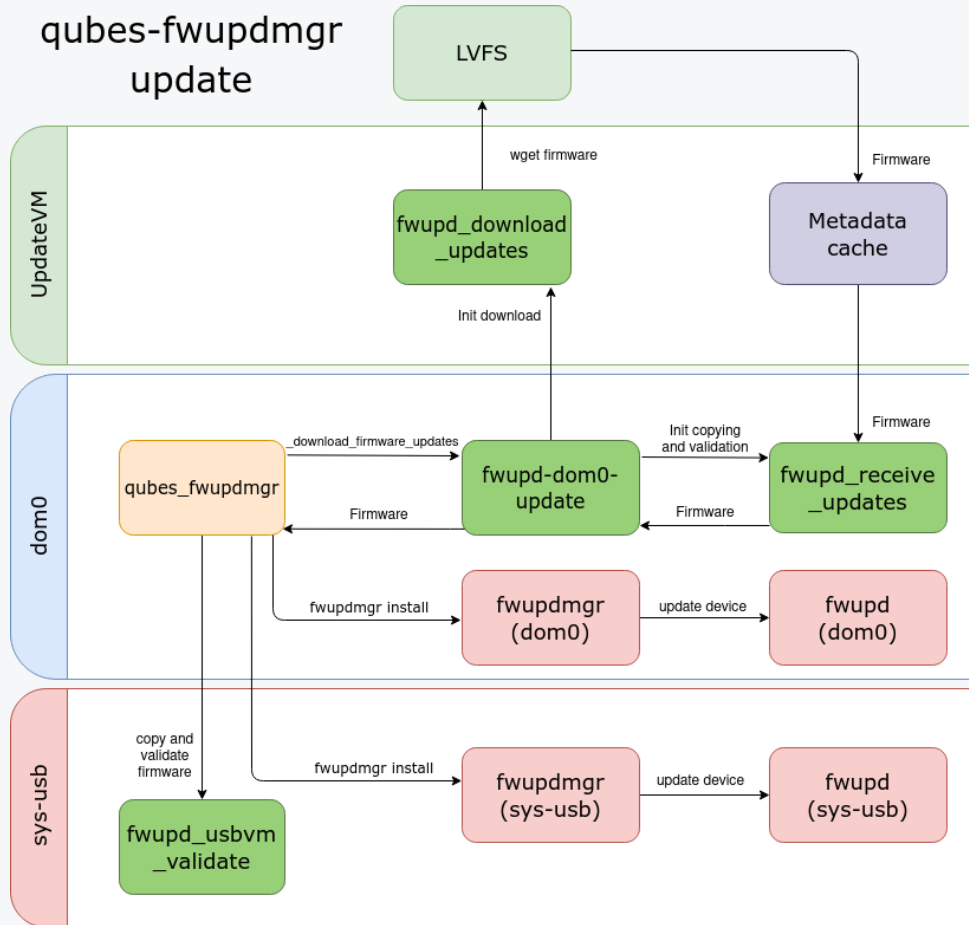 qubes-fwupdmgr
update
LVFS
wget firmware
Firmware
UpdateVM
fwupd_download
_updates
Metadata
cache
Init download
Firmware
dom0
qubes_fwupdmgr
_download_firmware_updates
fwupd-dom0-
update
Init copying
and validation
fwupd_receive
_updates
Firmware
Firmware
fwupdmgr install
fwupdmgr
(dom0)
update device
fwupd
(dom0)
sys-usb
copy and
validate
firmware
fwupdmgr install
fwupdmgr
(sys-usb)
update device
fwupd
(sys-usb)
fwupd_usbvm
_validate